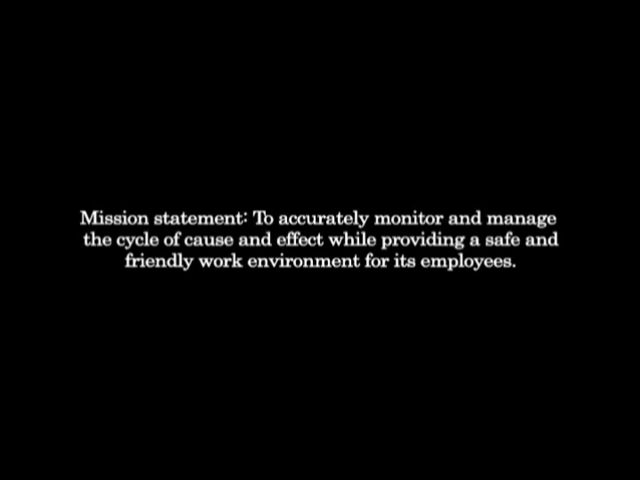 Mission statement: To accurately monitor and manage
the cycle of cause and effect while providing a safe and
friendly work environment for its employees.